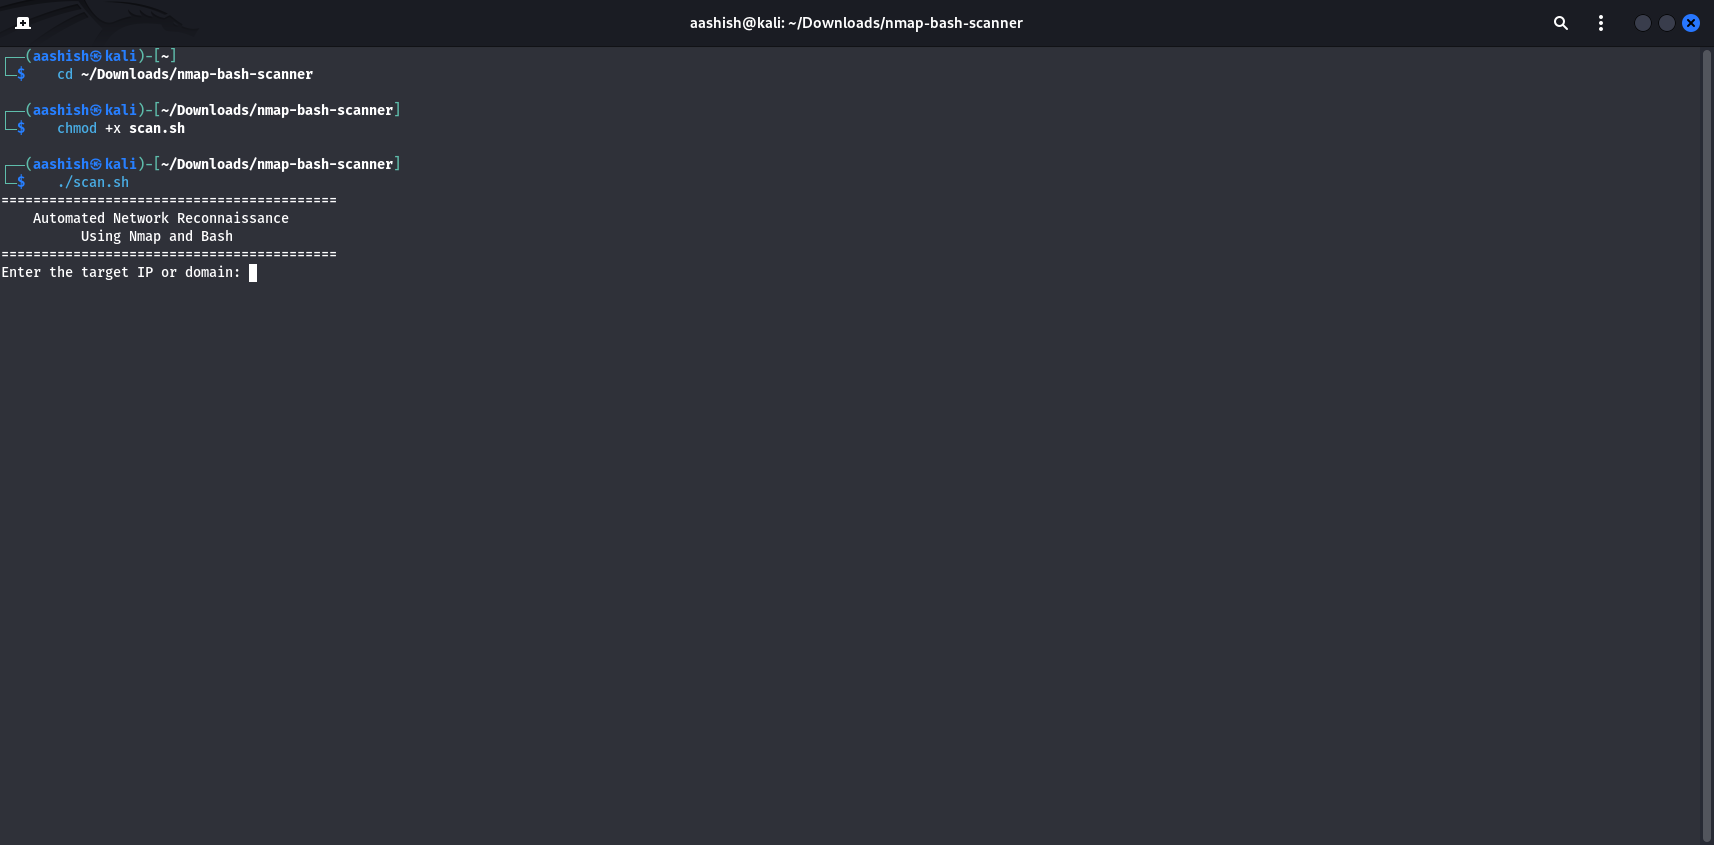 aashish@kali: ~/Downloads/nmap-bash-scanner
┌──(aashish㉿kali)-[~]
└─$    cd ~/Downloads/nmap-bash-scanner
┌──(aashish㉿kali)-[~/Downloads/nmap-bash-scanner]
└─$    chmod +x scan.sh
┌──(aashish㉿kali)-[~/Downloads/nmap-bash-scanner]
└─$    ./scan.sh
==========================================
    Automated Network Reconnaissance
          Using Nmap and Bash
==========================================
Enter the target IP or domain: